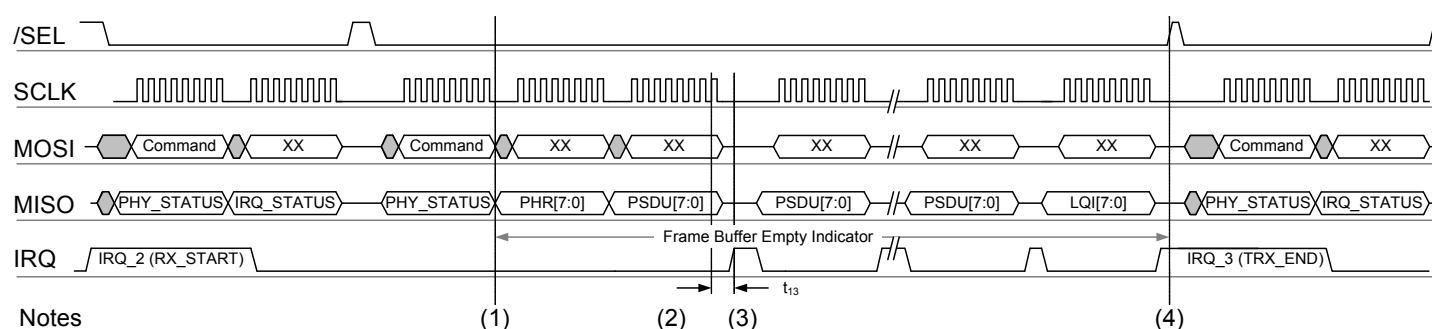 /SEL
SCLK
MOSI Command XX Command XX XX XX XX XX Command XX
MISO PHY_STATUS IRQ_STATUS PHY_STATUS PHR[7:0] PSDU[7:0] PSDU[7:0] PSDU[7:0] LQI[7:0] PHY_STATUS IRQ_STATUS
Frame Buffer Empty Indicator
IRQ IRQ_2 (RX_START) IRQ_3 (TRX_END)
t13
Notes (1) (2) (3) (4)